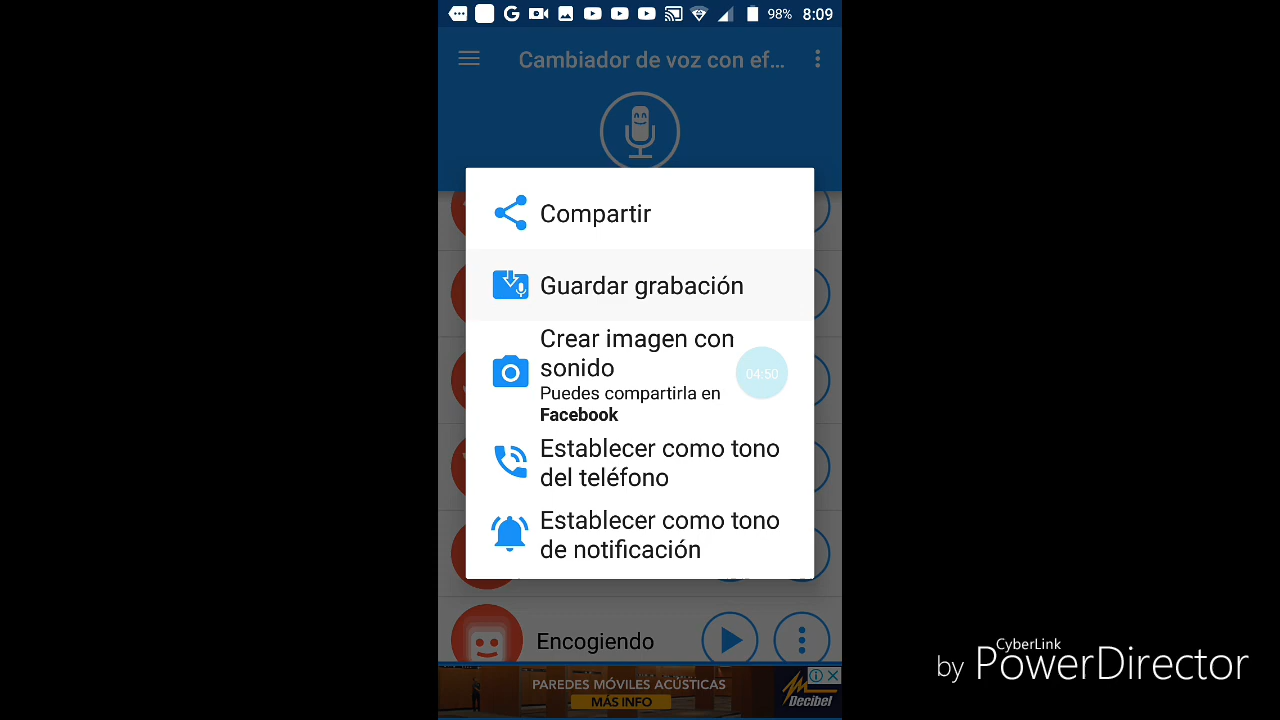 98% 8:09
Cambiador de voz con ef...
Compartir
Guardar grabación
Crear imagen con
sonido
Puedes compartirla en
Facebook
04:50
Establecer como tono
del teléfono
Establecer como tono
de notificación
Encogiendo
PAREDES MÓVILES ACÚSTICAS
MÁS INFO
Decibel
CyberLink
by PowerDirector